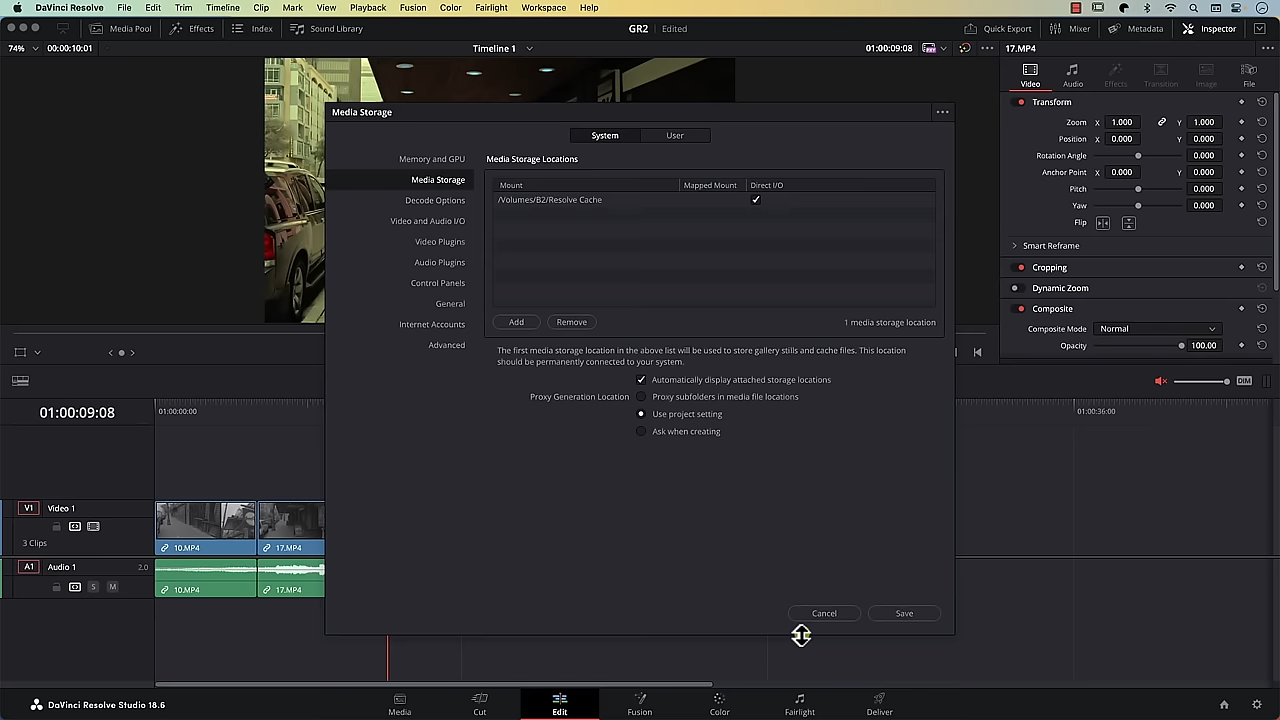 DaVinci Resolve File Edit Trim Timeline Clip Mark View Playback Fusion Color Fairlight Workspace Help
Media Pool Effects Index Sound Library GR2 Edited Quick Export Mixer Metadata Inspector
74% 00:00:10:01 Timeline 1 01:00:09:08 17.MP4
Video Audio Effects Transition Image File
Transform
Zoom X 1.000 Y 1.000
Position X 0.000 Y 0.000
Rotation Angle 0.000
Anchor Point X 0.000 Y 0.000
Pitch 0.000
Yaw 0.000
Flip
Smart Reframe
Cropping
Dynamic Zoom
Composite
Composite Mode Normal
Opacity 100.00
Media Storage
System User
Memory and GPU
Media Storage
Decode Options
Video and Audio I/O
Video Plugins
Audio Plugins
Control Panels
General
Internet Accounts
Advanced
Media Storage Locations
Mount Mapped Mount Direct I/O
/Volumes/B2/Resolve Cache
Add Remove 1 media storage location
The first media storage location in the above list will be used to store gallery stills and cache files. This location
should be permanently connected to your system.
Automatically display attached storage locations
Proxy Generation Location Proxy subfolders in media file locations
Use project setting
Ask when creating
Cancel Save
DIM
01:00:09:08 01:00:00:00 01:00:36:00
V1 Video 1
3 Clips
10.MP4 17.MP4
A1 Audio 1 2.0
S M
10.MP4 17.MP4
DaVinci Resolve Studio 18.6 Media Cut Edit Fusion Color Fairlight Deliver